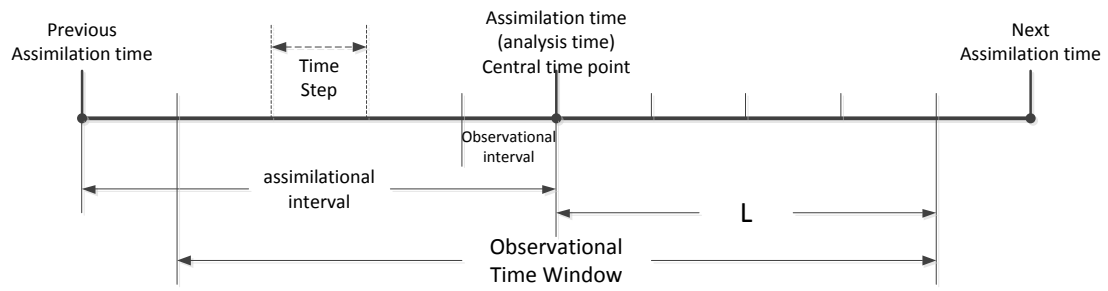 Previous
Assimilation time
Time
Step
Assimilation time
(analysis time)
Central time point
Next
Assimilation time
Observational
interval
assimilational
interval
L
Observational
Time Window